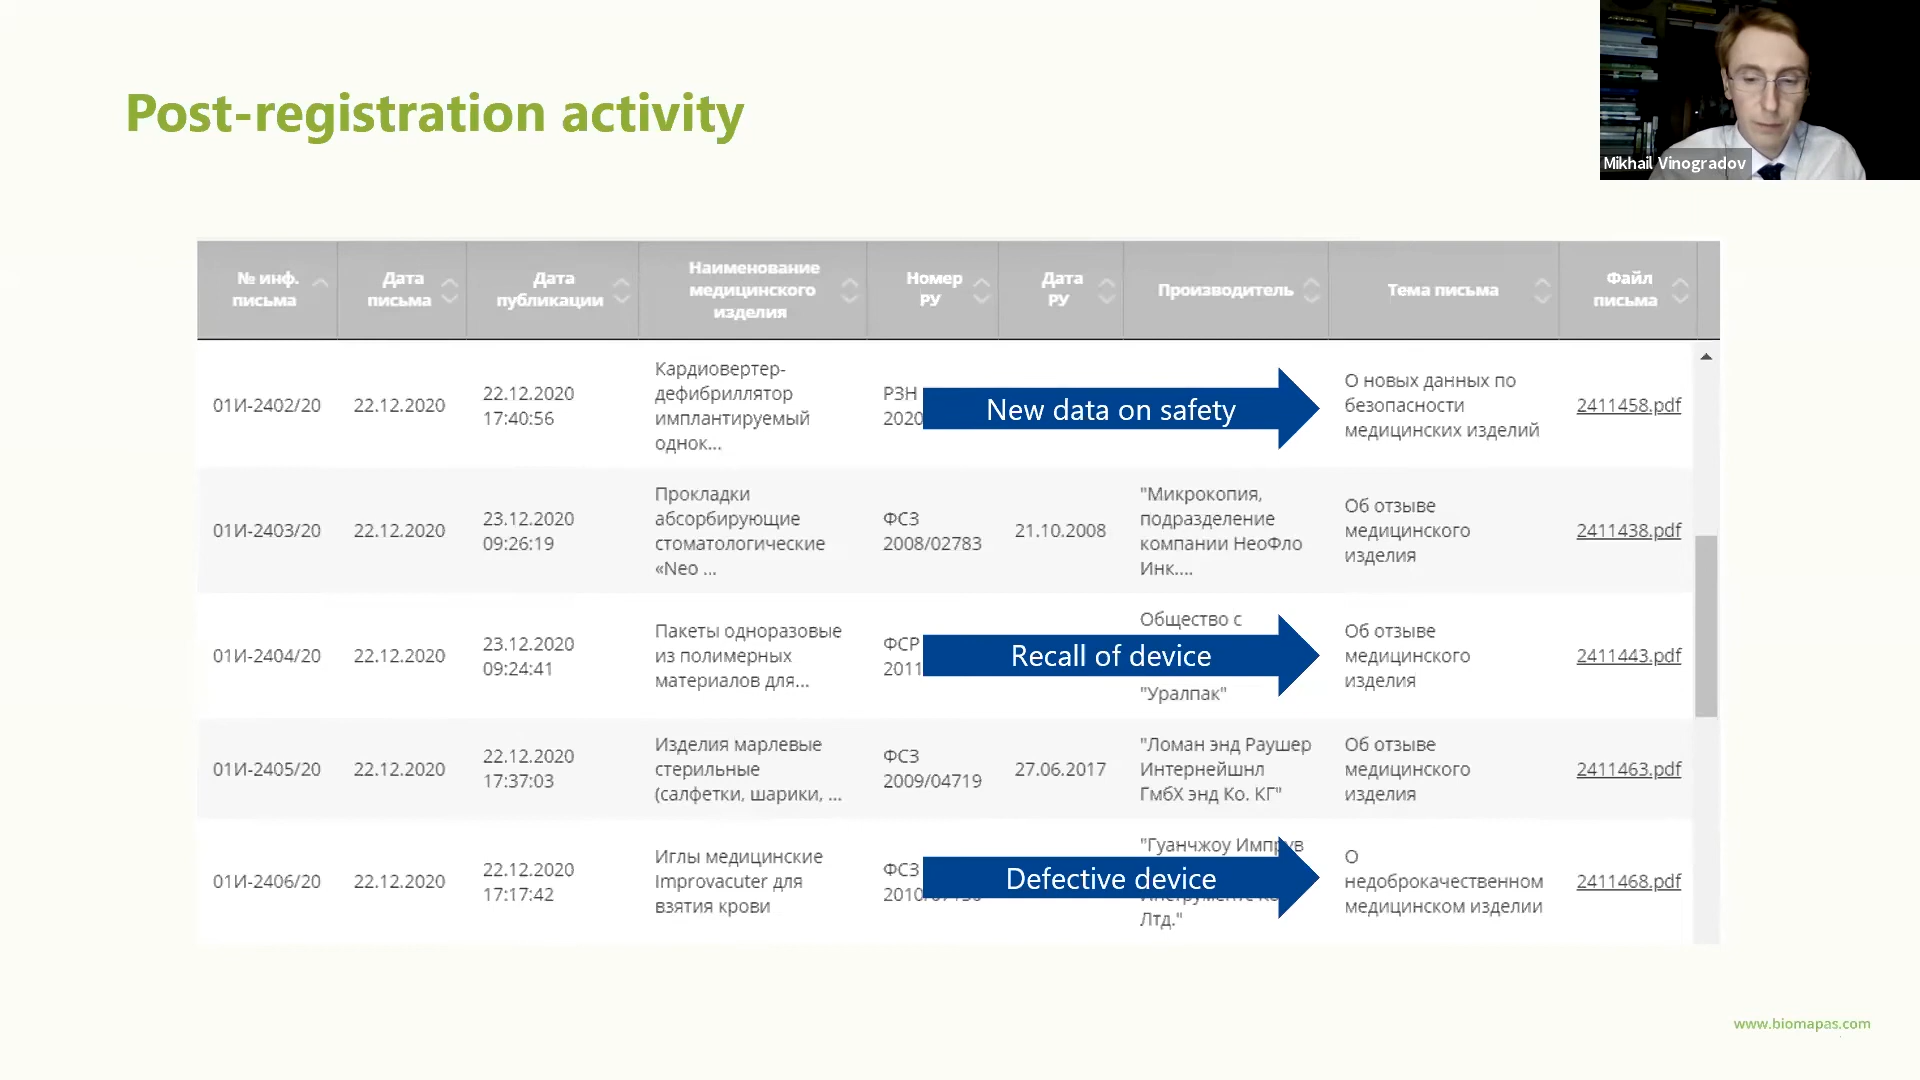 Post-registration activity
Mikhail Vinogradov
№ инф. письма
Дата письма
Дата публикации
Наименование медицинского изделия
Номер РУ
Дата РУ
Производитель
Тема письма
Файл письма
01И-2402/20
22.12.2020
22.12.2020
17:40:56
Кардиовертер-
дефибриллятор
имплантируемый
однок...
РЗН
2020
New data on safety
О новых данных по
безопасности
медицинских изделий
2411458.pdf
01И-2403/20
22.12.2020
23.12.2020
09:26:19
Прокладки
абсорбирующие
стоматологические
«Neo ...
ФСЗ
2008/02783
21.10.2008
"Микрокопия,
подразделение
компании НеоФло
Инк....
Об отзыве
медицинского
изделия
2411438.pdf
01И-2404/20
22.12.2020
23.12.2020
09:24:41
Пакеты одноразовые
из полимерных
материалов для...
ФСР
2011
Recall of device
Общество с
"Уралпак"
Об отзыве
медицинского
изделия
2411443.pdf
01И-2405/20
22.12.2020
22.12.2020
17:37:03
Изделия марлевые
стерильные
(салфетки, шарики, ...
ФСЗ
2009/04719
27.06.2017
"Ломан энд Раушер
Интернейшнл
ГмбХ энд Ко. КГ"
Об отзыве
медицинского
изделия
2411463.pdf
01И-2406/20
22.12.2020
22.12.2020
17:17:42
Иглы медицинские
Improvacuter для
взятия крови
ФСЗ
Defective device
"Гуанчжоу Импрув
Лтд."
О
недоброкачественном
медицинском изделии
2411468.pdf
www.biomapas.com